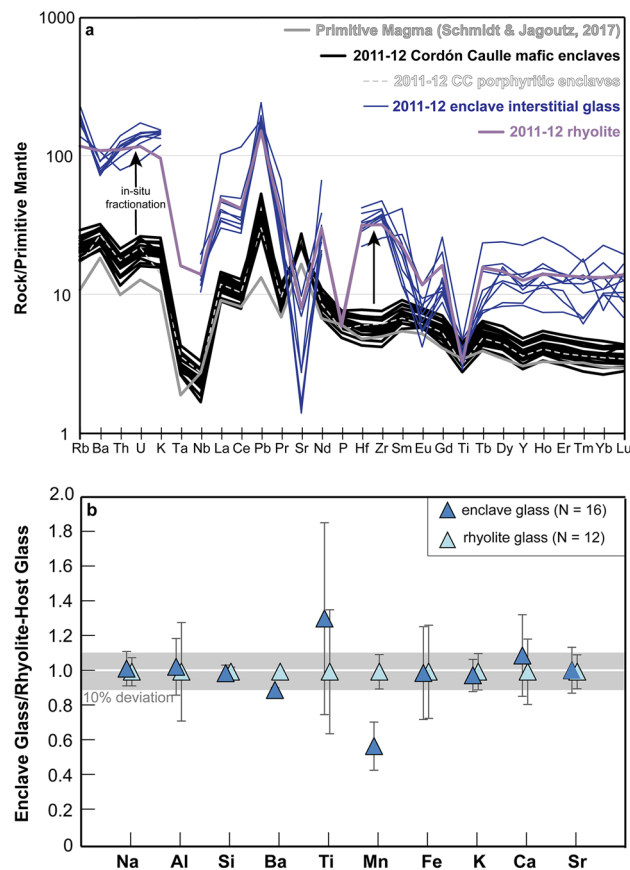 1000
a
Primitive Magma (Schmidt & Jagoutz, 2017)
2011-12 Cordón Caulle mafic enclaves
2011-12 CC porphyritic enclaves
2011-12 enclave interstitial glass
2011-12 rhyolite
100
in-situ
fractionation
10
1
Rock/Primitive Mantle
Rb Ba Th U K Ta Nb La Ce Pb Pr Sr Nd P Hf Zr Sm Eu Gd Ti Tb Dy Y Ho Er Tm Yb Lu
2.0
b
enclave glass (N = 16)
rhyolite glass (N = 12)
1.8
1.6
1.4
1.2
1.0
10% deviation
0.8
0.6
0.4
0.2
0
Enclave Glass/Rhyolite-Host Glass
Na Al Si Ba Ti Mn Fe K Ca Sr